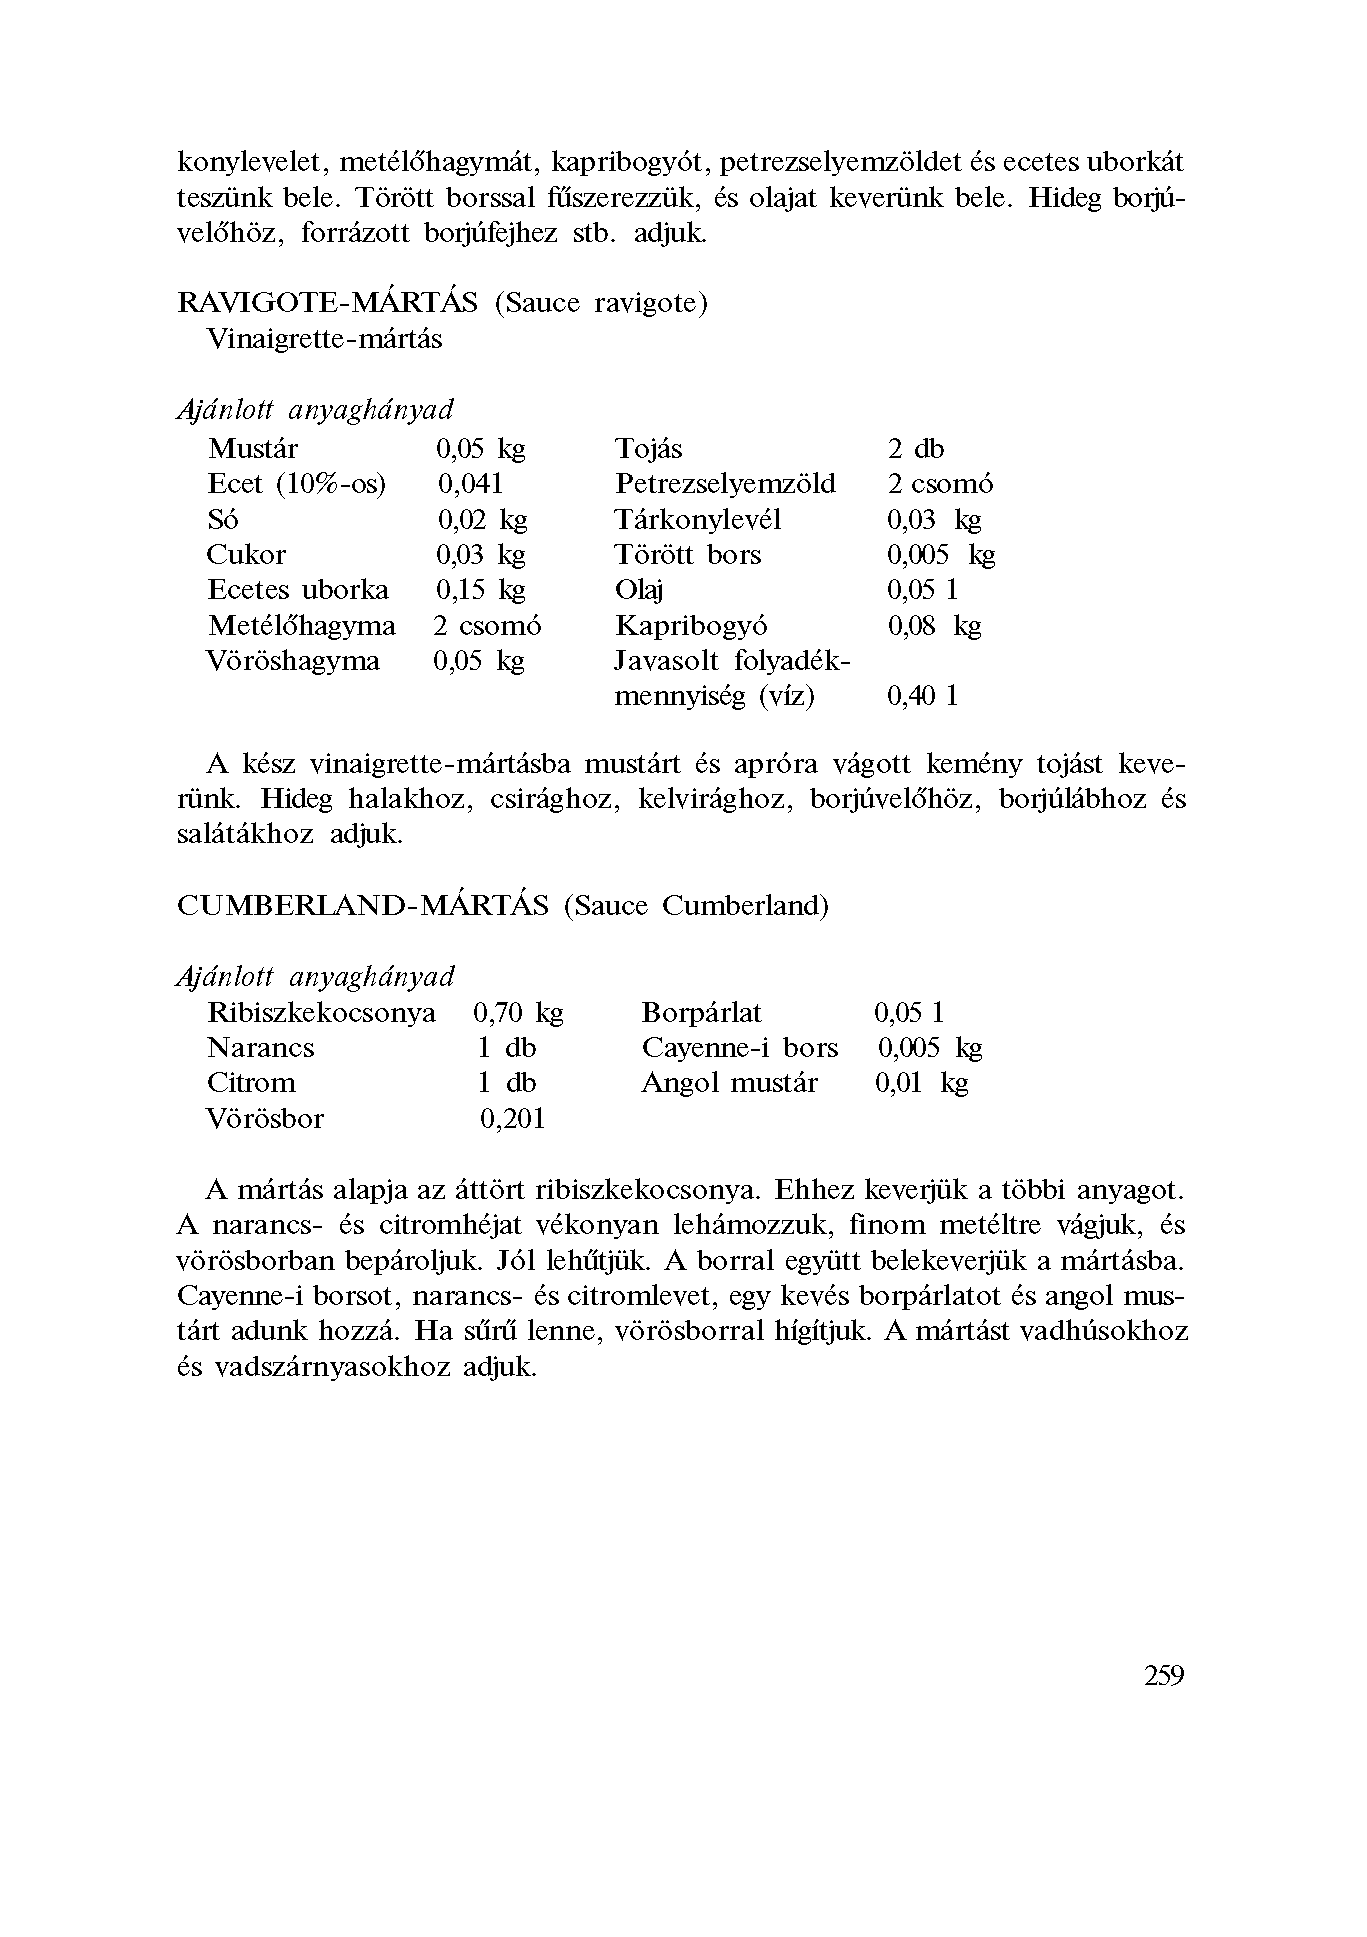 konylevelet, metélőhagymát, kapribogyót, petrezselyemzöldet és ecetes uborkát
teszünk bele. Törött borssal fűszerezzük, és olajat keverünk bele. Hideg borjú-
velőhöz, forrázott borjúfejhez stb. adjuk.
RAVIGOTE-MÁRTÁS (Sauce ravigote)
Vinaigrette-mártás
Ajánlott anyaghányad
Mustár 0,05 kg Tojás 2 db
Ecet (10%-os) 0,041 Petrezselyemzöld 2 csomó
Só 0,02 kg Tárkonylevél 0,03 kg
Cukor 0,03 kg Törött bors 0,005 kg
Ecetes uborka 0,15 kg Olaj 0,05 l
Metélőhagyma 2 csomó Kapribogyó 0,08 kg
Vöröshagyma 0,05 kg Javasolt folyadék-
mennyiség (víz) 0,40 l
A kész vinaigrette-mártásba mustárt és apróra vágott kemény tojást keve-
rünk. Hideg halakhoz, csirághoz, kelvirághoz, borjúvelőhöz, borjúlábhoz és
salátákhoz adjuk.
CUMBERLAND-MÁRTÁS (Sauce Cumberland)
Ajánlott anyaghányad
Ribiszkekocsonya 0,70 kg Borpárlat 0,05 l
Narancs 1 db Cayenne-i bors 0,005 kg
Citrom 1 db Angol mustár 0,01 kg
Vörösbor 0,201
A mártás alapja az áttört ribiszkekocsonya. Ehhez keverjük a többi anyagot.
A narancs- és citromhéjat vékonyan lehámozzuk, finom metéltre vágjuk, és
vörösborban bepároljuk. Jól lehűtjük. A borral együtt belekeverjük a mártásba.
Cayenne-i borsot, narancs- és citromlevet, egy kevés borpárlatot és angol mus-
tárt adunk hozzá. Ha sűrű lenne, vörösborral hígítjuk. A mártást vadhúsokhoz
és vadszárnyasokhoz adjuk.
259